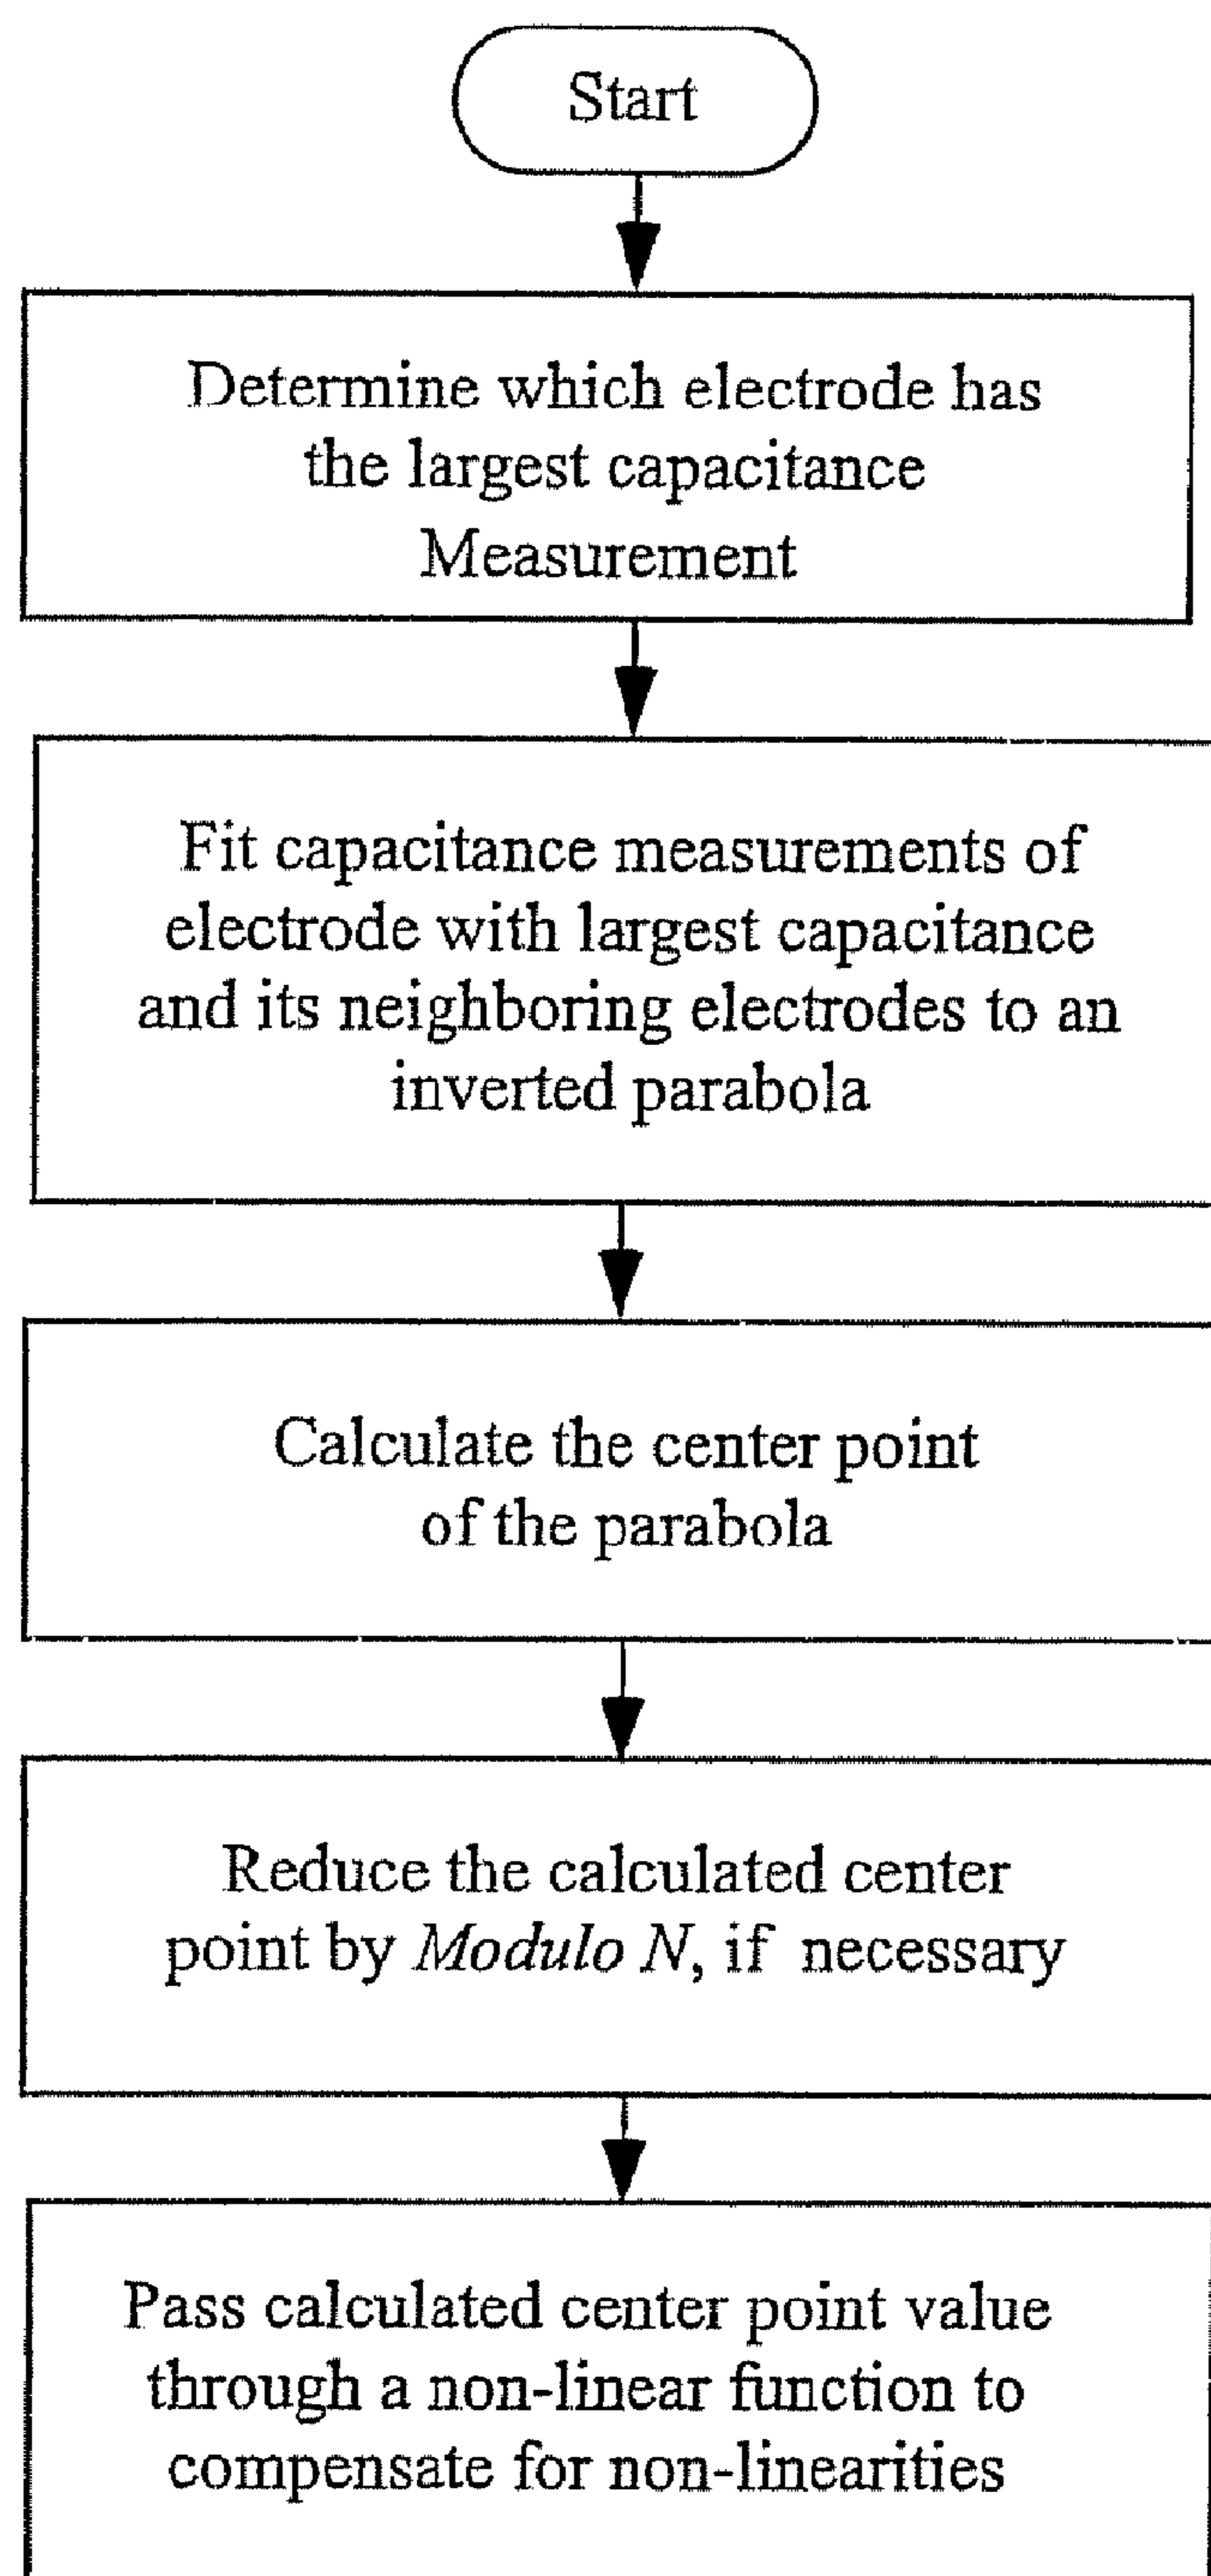 Start
Determine which electrode has
the largest capacitance
Measurement
Fit capacitance measurements of
electrode with largest capacitance
and its neighboring electrodes to an
inverted parabola
Calculate the center point
of the parabola
Reduce the calculated center
point by Modulo N, if necessary
Pass calculated center point value
through a non-linear function to
compensate for non-linearities